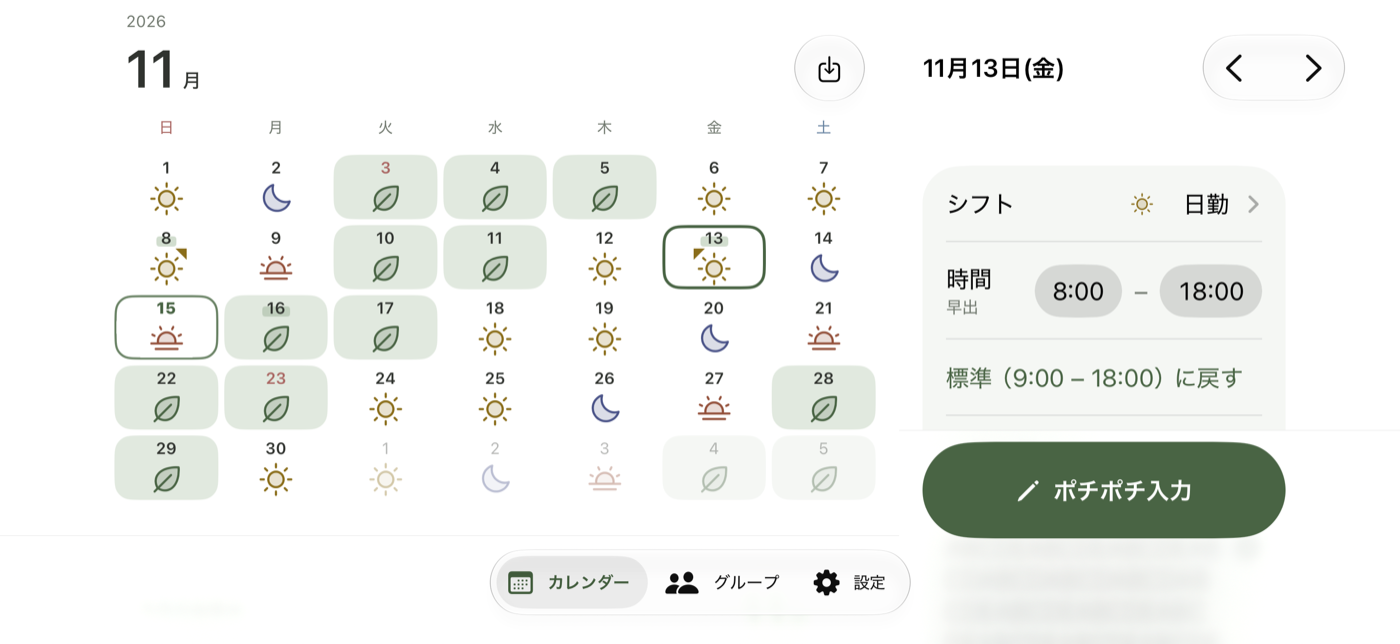 2026
11月
日 月 火 水 木 金 土
1 2 3 4 5 6 7
8 9 10 11 12 13 14
15 16 17 18 19 20 21
22 23 24 25 26 27 28
29 30 1 2 3 4 5
カレンダー グループ 設定
11月13日(金)
シフト 日勤
時間 8:00 – 18:00
早出
標準（9:00 – 18:00）に戻す
ポチポチ入力